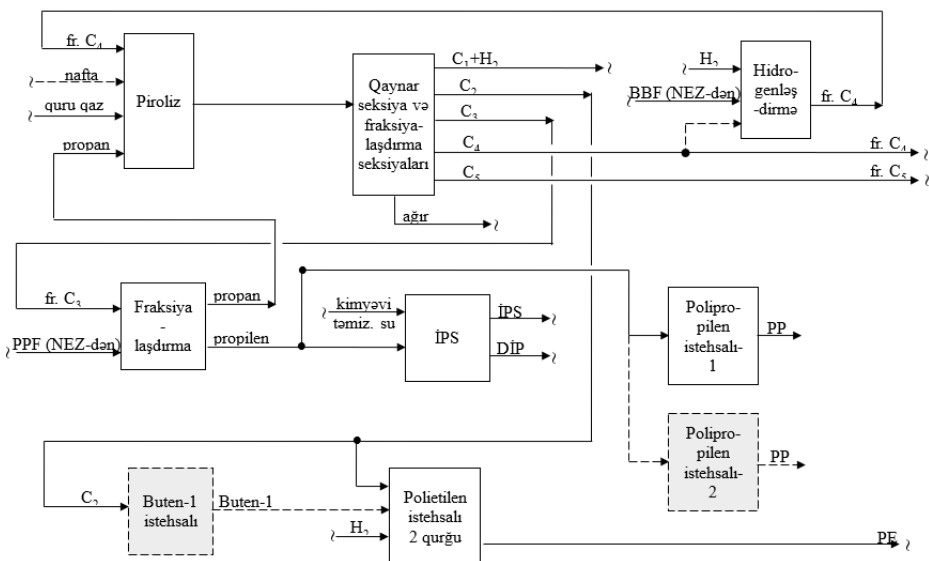 fr. C₄
nafta
quru qaz
propan
Piroliz
Qaynar
seksiya və
fraksiya-
laşdırma
seksiyaları
C₁+H₂
C₂
C₃
C₄
C₅
ağır
H₂
BBF (NEZ-dən)
Hidro-
genləş
-dirmə
fr. C₄
fr. C₄
fr. C₅
fr. C₃
PPF (NEZ-dən)
Fraksiya
-
laşdırma
propan
propilen
kimyəvi
təmiz. su
İPS
İPS
DİP
Polipro-
pilen
istehsalı-
1
PP
Polipro-
pilen
istehsalı-
2
PP
C₂
Buten-1
istehsalı
Buten-1
H₂
Polietilen
istehsalı
2 qurğu
PE